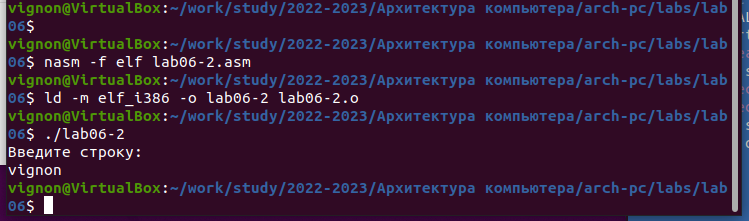 vignon@VirtualBox:~/work/study/2022-2023/Архитектура компьютера/arch-pc/labs/lab
06$
vignon@VirtualBox:~/work/study/2022-2023/Архитектура компьютера/arch-pc/labs/lab
06$ nasm -f elf lab06-2.asm
vignon@VirtualBox:~/work/study/2022-2023/Архитектура компьютера/arch-pc/labs/lab
06$ ld -m elf_i386 -o lab06-2 lab06-2.o
vignon@VirtualBox:~/work/study/2022-2023/Архитектура компьютера/arch-pc/labs/lab
06$ ./lab06-2
Введите строку:
vignon
vignon@VirtualBox:~/work/study/2022-2023/Архитектура компьютера/arch-pc/labs/lab
06$